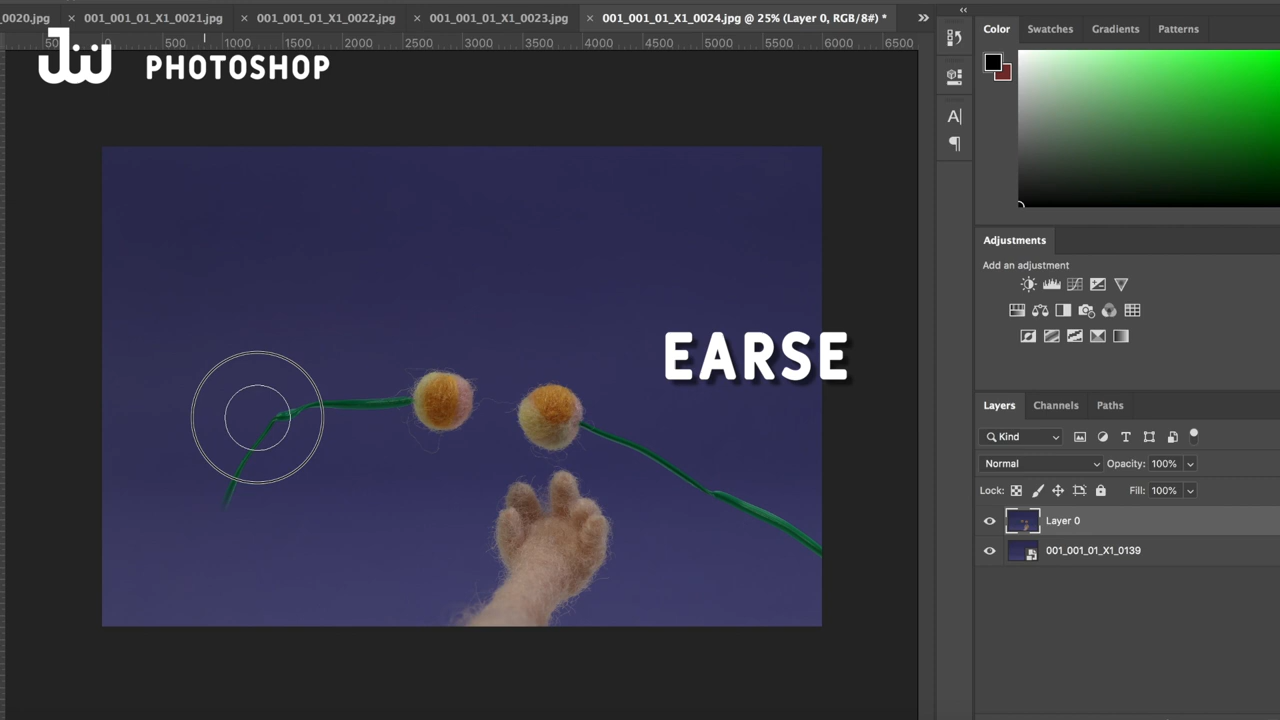 0020.jpg × 001_001_01_X1_0021.jpg × 001_001_01_X1_0022.jpg × 001_001_01_X1_0023.jpg × 001_001_01_X1_0024.jpg @ 25% (Layer 0, RGB/8#) *
500 1000 1500 2000 2500 3000 3500 4000 4500 5000 5500 6000 6500
PHOTOSHOP
EARSE
Color Swatches Gradients Patterns
Adjustments
Add an adjustment
Layers Channels Paths
Kind
Normal Opacity: 100%
Lock: Fill: 100%
Layer 0
001_001_01_X1_0139